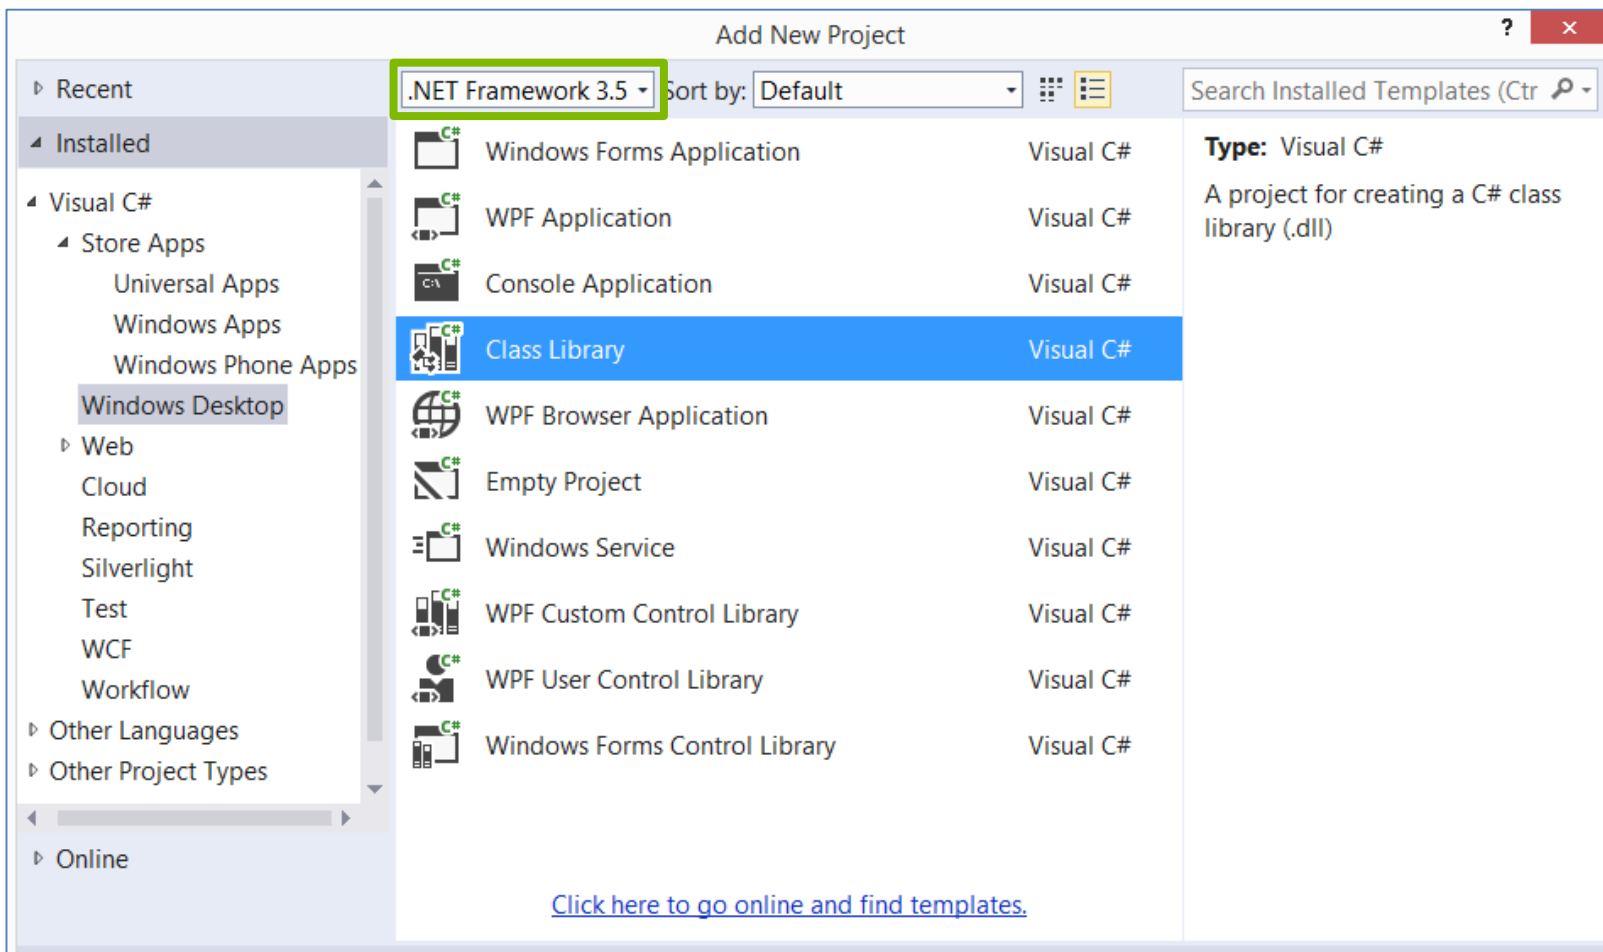 Add New Project
?
Recent
.NET Framework 3.5
Sort by:
Default
Search Installed Templates (Ctr
Installed
Visual C#
Store Apps
Universal Apps
Windows Apps
Windows Phone Apps
Windows Desktop
Web
Cloud
Reporting
Silverlight
Test
WCF
Workflow
Other Languages
Other Project Types
Online
C# Windows Forms Application Visual C#
C# WPF Application Visual C#
C# C:\ Console Application Visual C#
C# Class Library Visual C#
C# WPF Browser Application Visual C#
C# Empty Project Visual C#
C# Windows Service Visual C#
C# WPF Custom Control Library Visual C#
C# WPF User Control Library Visual C#
C# Windows Forms Control Library Visual C#
Click here to go online and find templates.
Type: Visual C#
A project for creating a C# class
library (.dll)